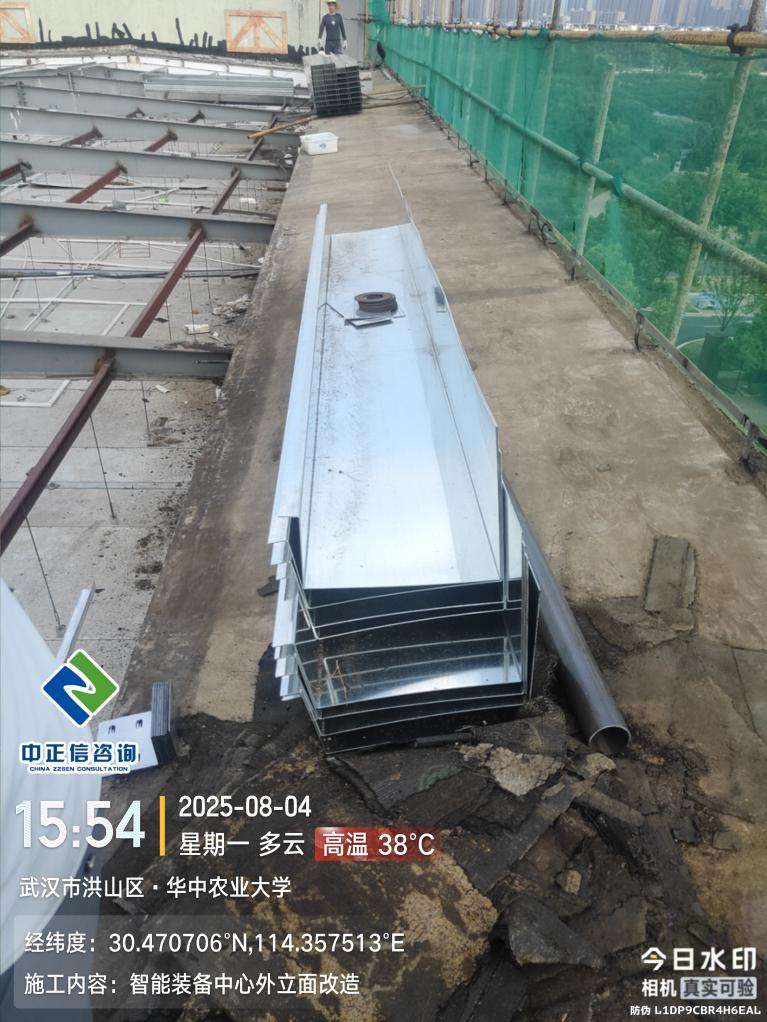 中正信咨询
CHINA ZZSEN CONSULTATION
15:54
2025-08-04
星期一 多云 高温 38°C
武汉市洪山区·华中农业大学
经纬度：30.470706°N,114.357513°E
施工内容：智能装备中心外立面改造
今日水印
相机 真实可验
防伪 L1DP9CBR4H6EAL